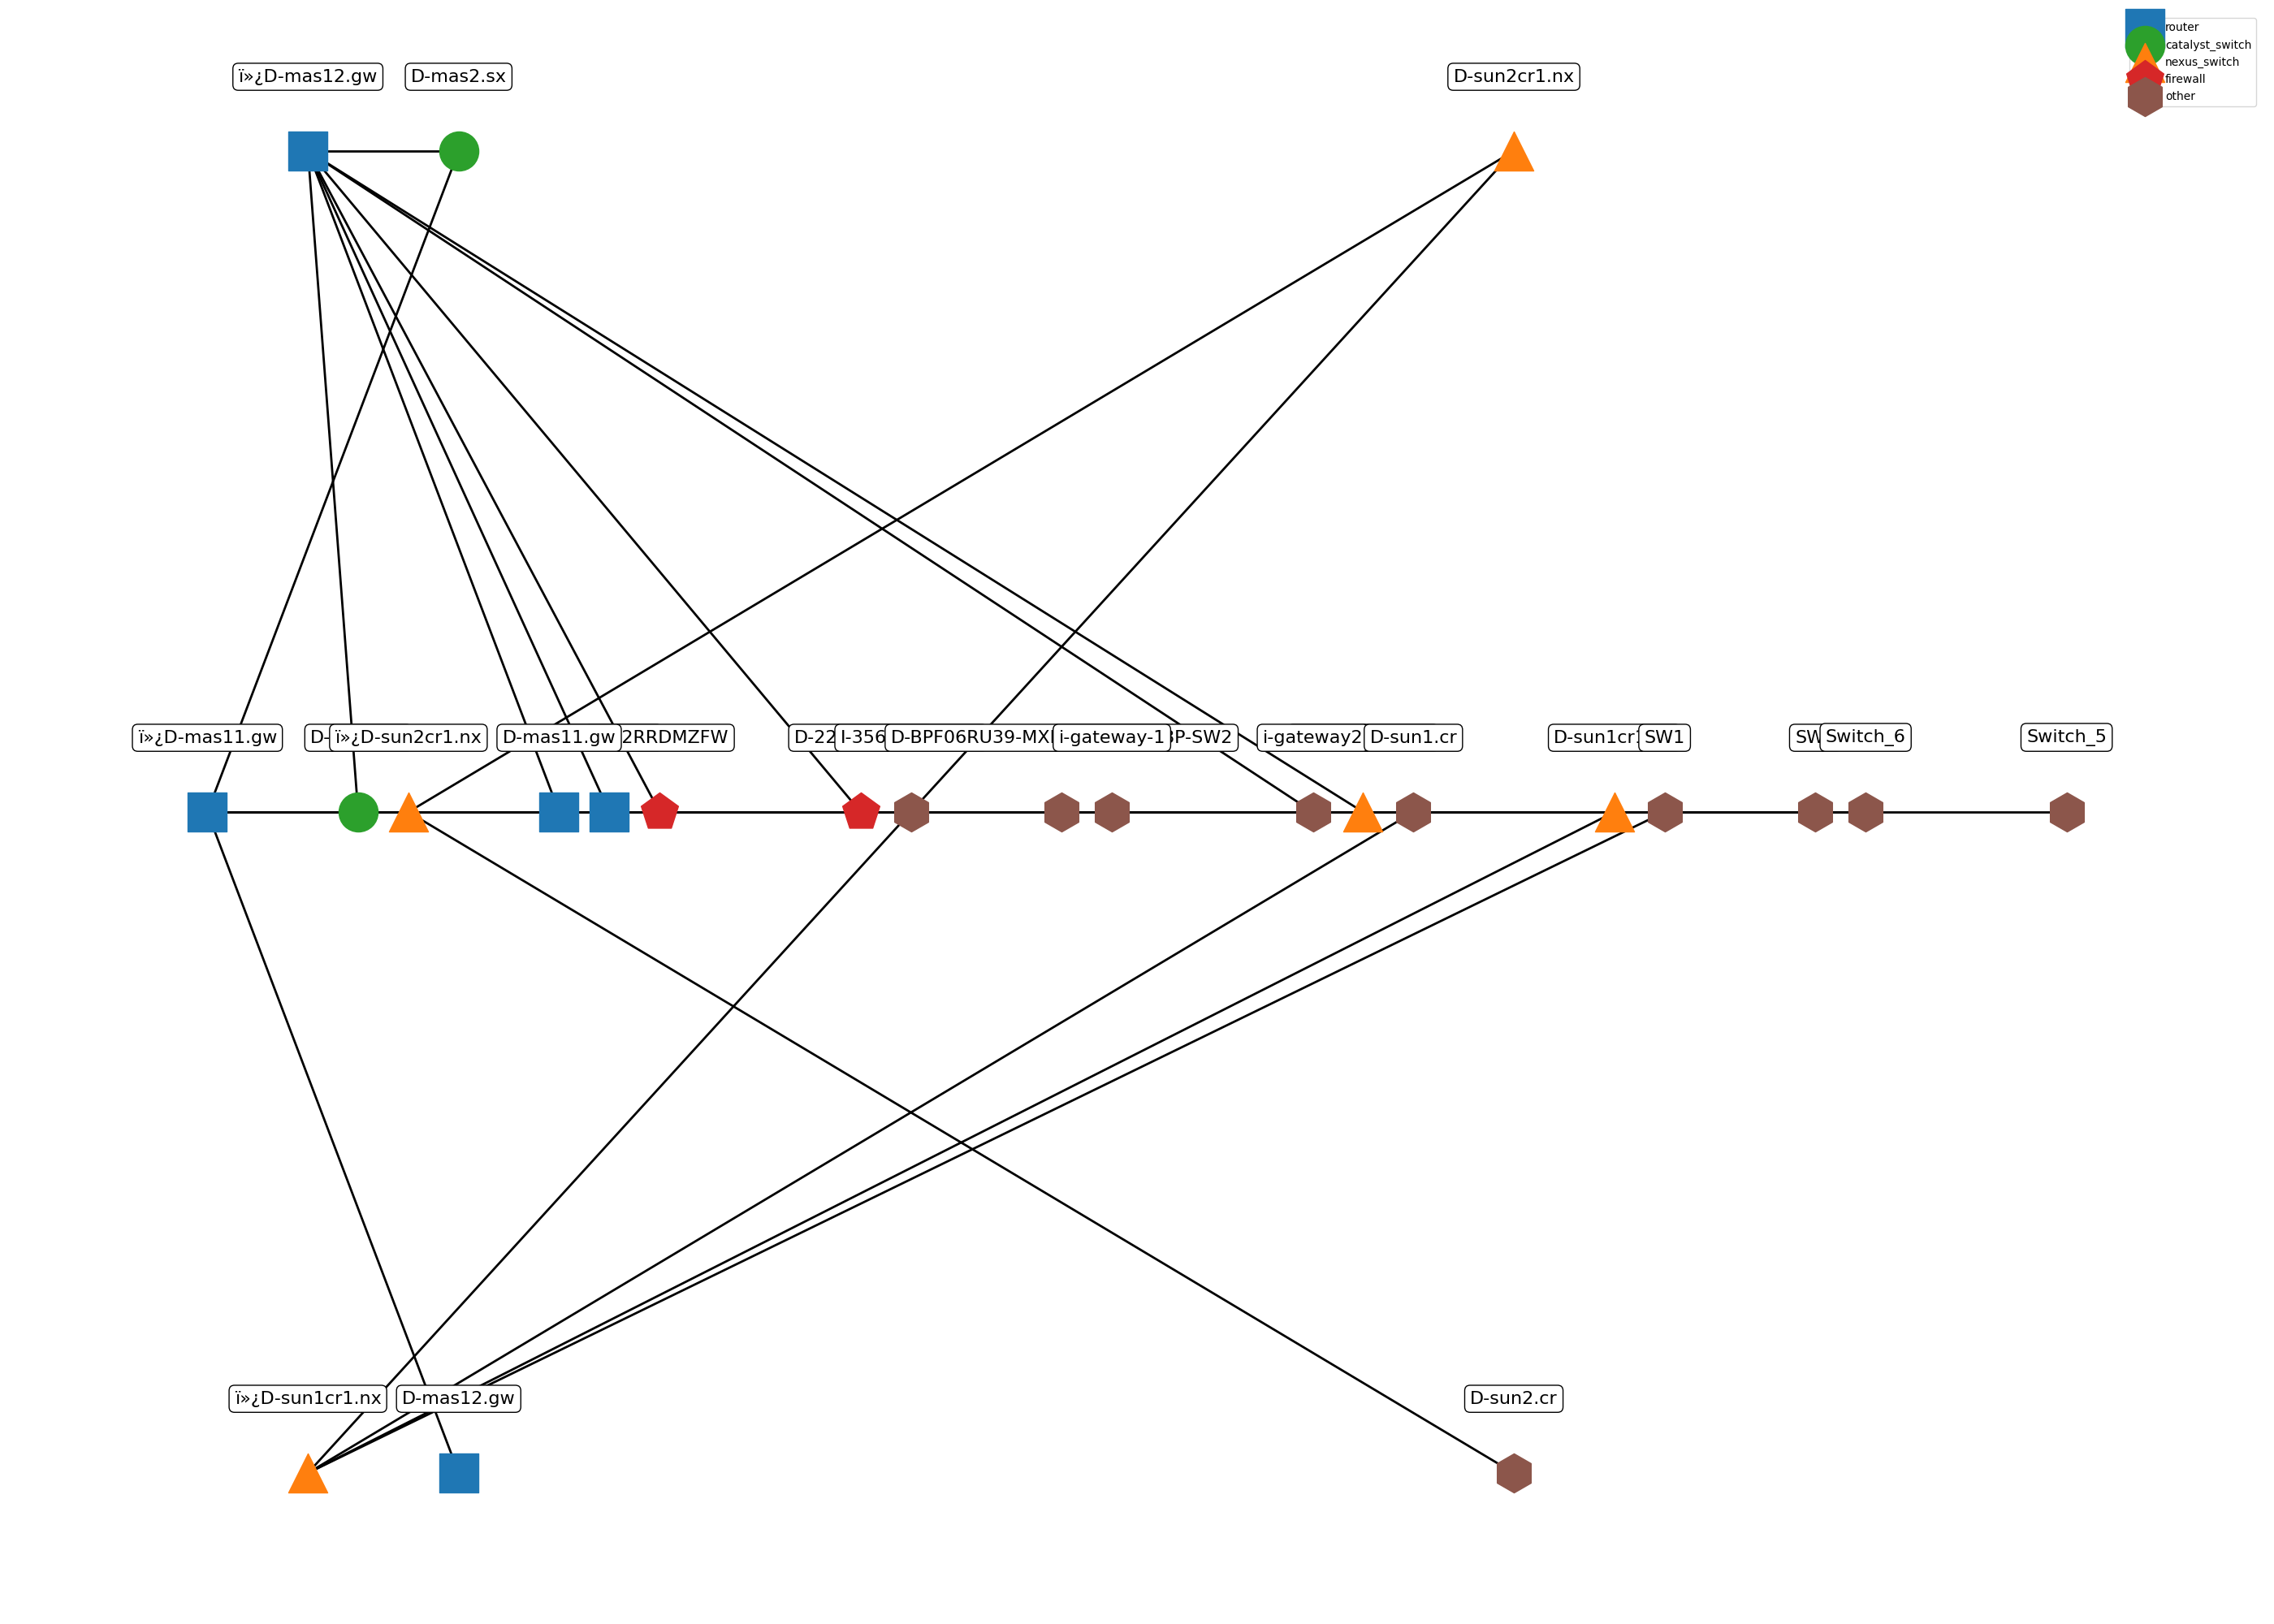 router
catalyst_switch
nexus_switch
firewall
other
ï»¿D-mas12.gw
D-mas2.sx
D-sun2cr1.nx
ï»¿D-mas11.gw
D-
ï»¿D-sun2cr1.nx
D-mas11.gw
2RRDMZFW
D-22
I-356
D-BPF06RU39-MX
i-gateway-1
P-SW2
i-gateway2
D-sun1.cr
D-sun1cr
SW1
SW
Switch_6
Switch_5
ï»¿D-sun1cr1.nx
D-mas12.gw
D-sun2.cr